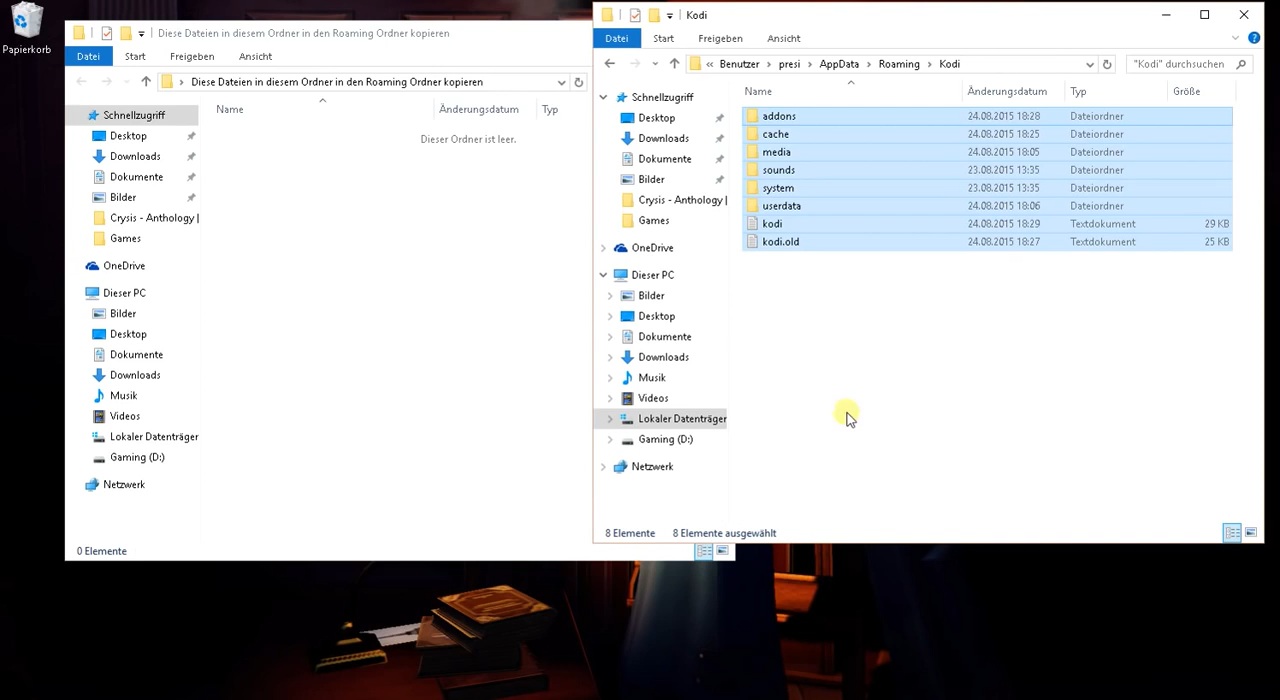 Papierkorb
Diese Dateien in diesem Ordner in den Roaming Ordner kopieren
Datei
Start
Freigeben
Ansicht
Diese Dateien in diesem Ordner in den Roaming Ordner kopieren
Name
Änderungsdatum
Typ
Dieser Ordner ist leer.
Schnellzugriff
Desktop
Downloads
Dokumente
Bilder
Crysis - Anthology
Games
OneDrive
Dieser PC
Bilder
Desktop
Dokumente
Downloads
Musik
Videos
Lokaler Datenträger
Gaming (D:)
Netzwerk
0 Elemente
Kodi
Datei
Start
Freigeben
Ansicht
« Benutzer › presi › AppData › Roaming › Kodi
"Kodi" durchsuchen
Schnellzugriff
Desktop
Downloads
Dokumente
Bilder
Crysis - Anthology
Games
OneDrive
Dieser PC
Bilder
Desktop
Dokumente
Downloads
Musik
Videos
Lokaler Datenträger
Gaming (D:)
Netzwerk
Name Änderungsdatum Typ Größe
addons 24.08.2015 18:28 Dateiordner
cache 24.08.2015 18:25 Dateiordner
media 24.08.2015 18:05 Dateiordner
sounds 23.08.2015 13:35 Dateiordner
system 23.08.2015 13:35 Dateiordner
userdata 24.08.2015 18:06 Dateiordner
kodi 24.08.2015 18:29 Textdokument 29 KB
kodi.old 24.08.2015 18:27 Textdokument 25 KB
8 Elemente 8 Elemente ausgewählt